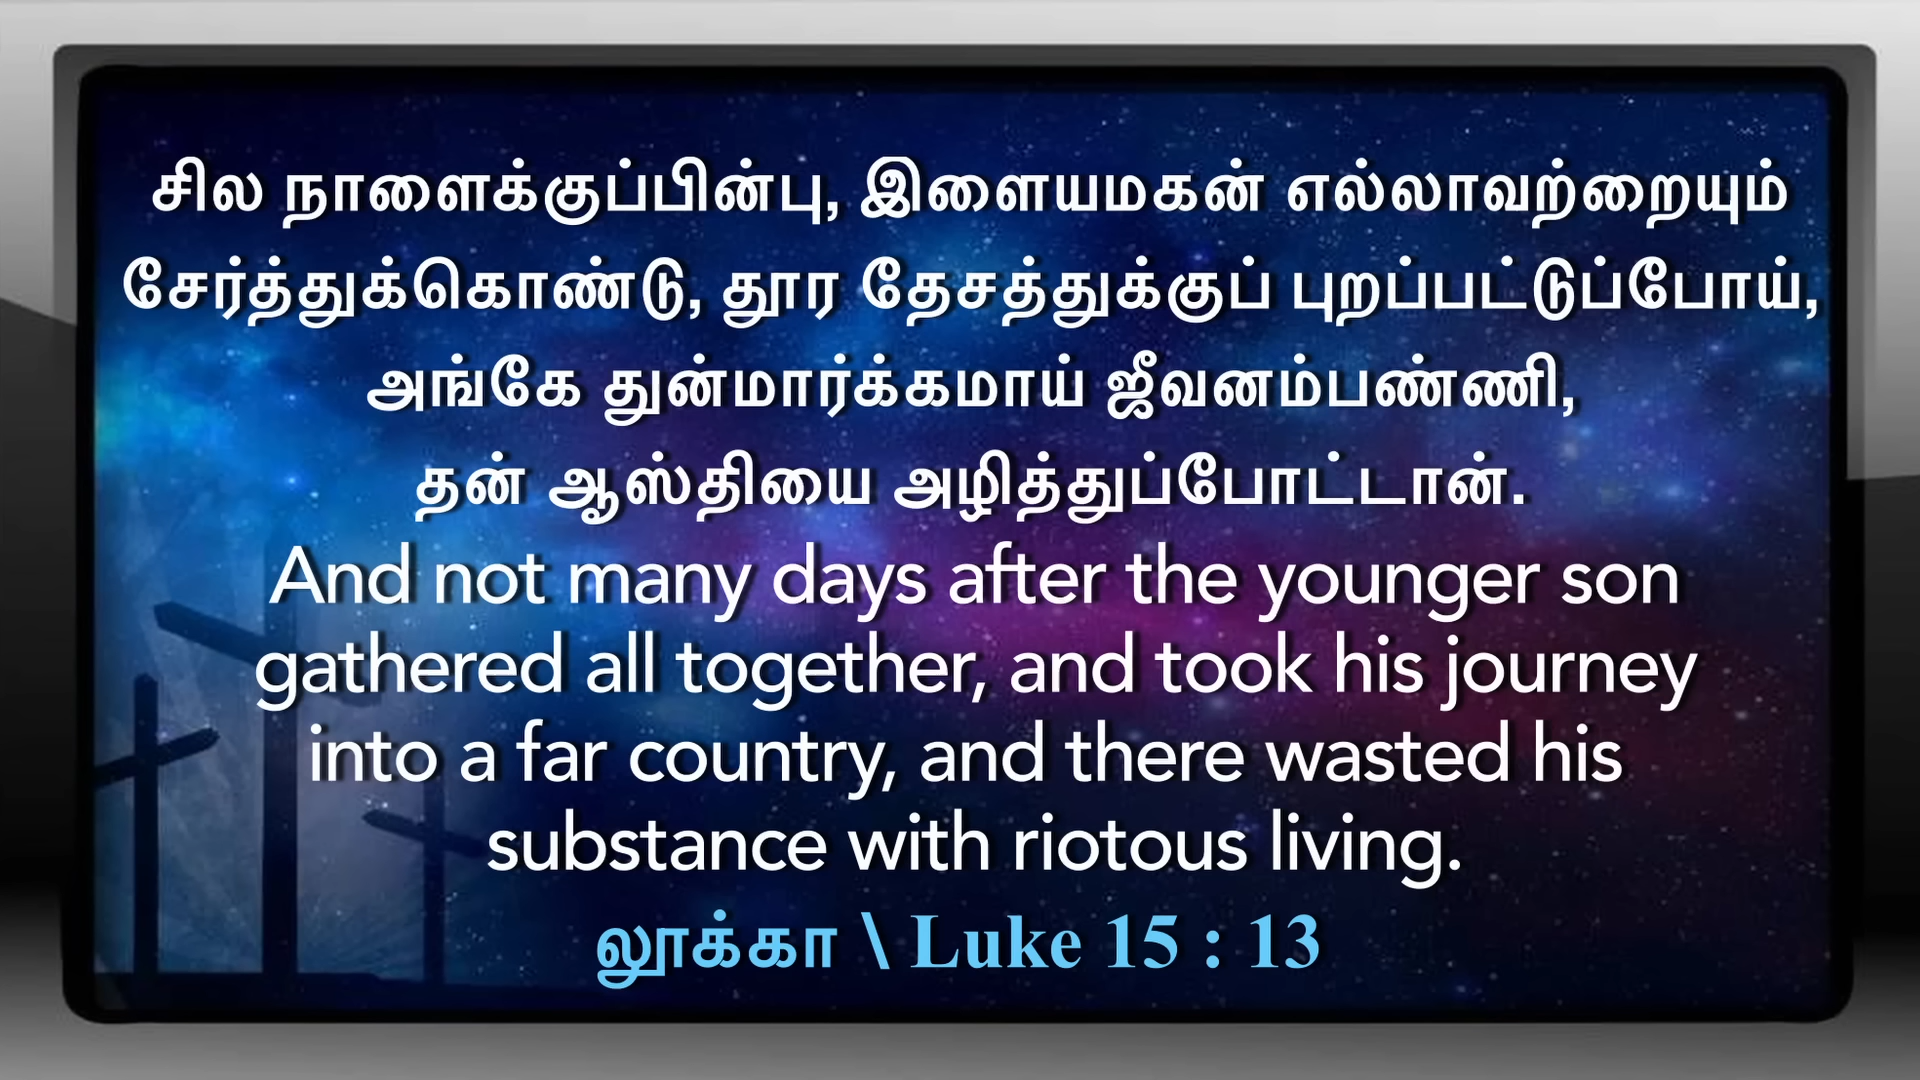 சில நாளைக்குப்பின்பு, இளையமகன் எல்லாவற்றையும்
சேர்த்துக்கொண்டு, தூர தேசத்துக்குப் புறப்பட்டுப்போய்,
அங்கே துன்மார்க்கமாய் ஜீவனம்பண்ணி,
தன் ஆஸ்தியை அழித்துப்போட்டான்.
And not many days after the younger son
gathered all together, and took his journey
into a far country, and there wasted his
substance with riotous living.
லூக்கா \ Luke 15 : 13